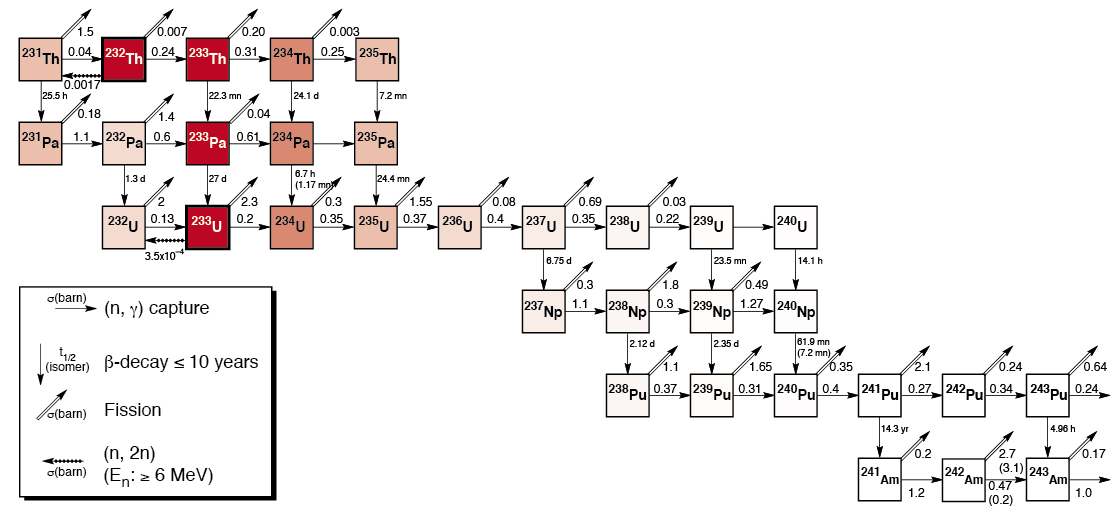 1.5 0.007 0.20 0.003
231Th 0.04 232Th 0.24 233Th 0.31 234Th 0.25 235Th
0.0017
25.5 h 22.3 mn 24.1 d 7.2 mn
0.18 1.4 0.04
231Pa 1.1 232Pa 0.6 233Pa 0.61 234Pa 235Pa
1.3 d 27 d 6.7 h 24.4 mn
(1.17 mn)
2 2.3 0.3 1.55 0.08 0.69 0.03
232U 0.13 233U 0.2 234U 0.35 235U 0.37 236U 0.4 237U 0.35 238U 0.22 239U 240U
3.5x10⁻⁴
6.75 d 23.5 mn 14.1 h
0.3 1.8 0.49
237Np 1.1 238Np 0.3 239Np 1.27 240Np
2.12 d 2.35 d 61.9 mn
(7.2 mn)
1.1 1.65 0.35 2.1 0.24 0.64
238Pu 0.37 239Pu 0.31 240Pu 0.4 241Pu 0.27 242Pu 0.34 243Pu 0.24
14.3 yr 4.96 h
0.2 2.7 0.17
(3.1)
241Am 1.2 242Am 0.47 243Am 1.0
(0.2)
σ(barn) (n, γ) capture
t1/2
(isomer) β-decay ≤ 10 years
σ(barn) Fission
(n, 2n)
σ(barn) (En: ≥ 6 MeV)